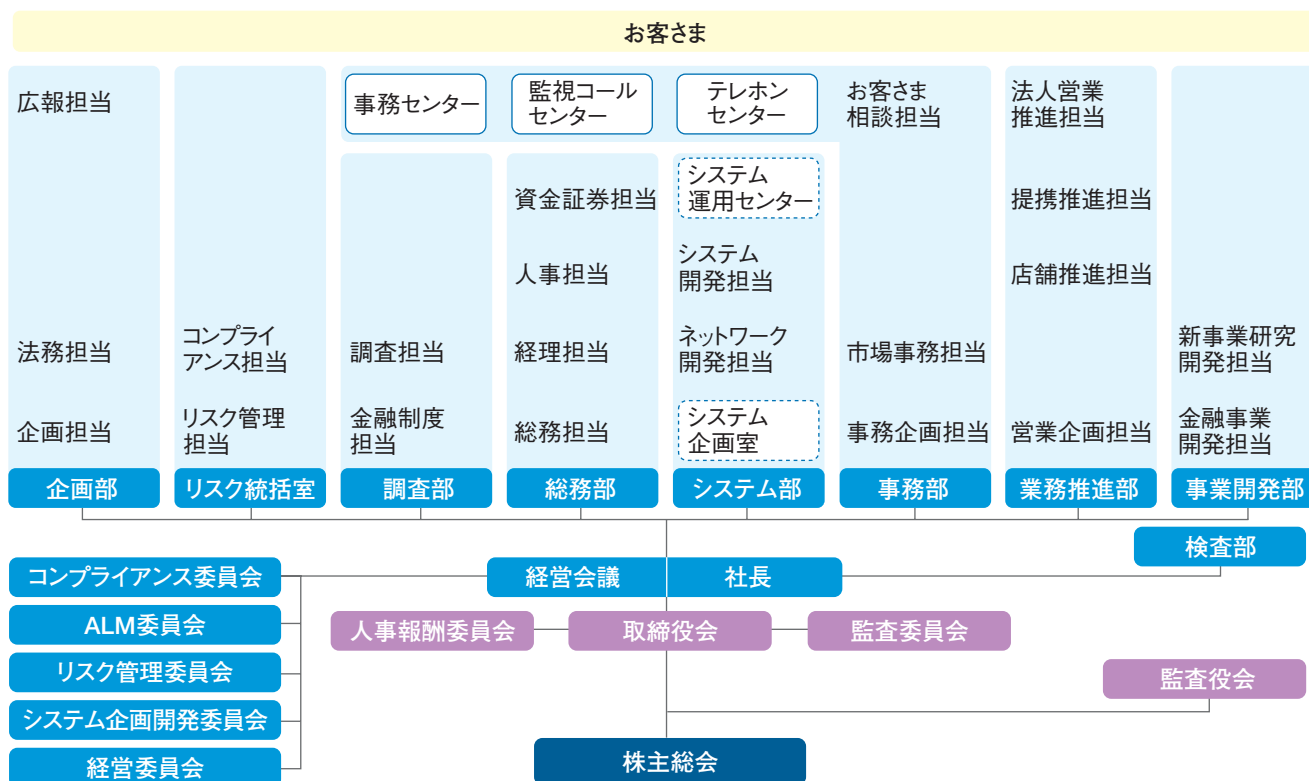 お客さま
広報担当
事務センター
監視コール
センター
テレホン
センター
お客さま
相談担当
法人営業
推進担当
資金証券担当
システム
運用センター
提携推進担当
人事担当
システム
開発担当
店舗推進担当
法務担当
コンプライ
アンス担当
調査担当
経理担当
ネットワーク
開発担当
市場事務担当
新事業研究
開発担当
企画担当
リスク管理
担当
金融制度
担当
総務担当
システム
企画室
事務企画担当
営業企画担当
金融事業
開発担当
企画部
リスク統括室
調査部
総務部
システム部
事務部
業務推進部
事業開発部
検査部
コンプライアンス委員会
経営会議
社長
ALM委員会
人事報酬委員会
取締役会
監査委員会
リスク管理委員会
監査役会
システム企画開発委員会
経営委員会
株主総会